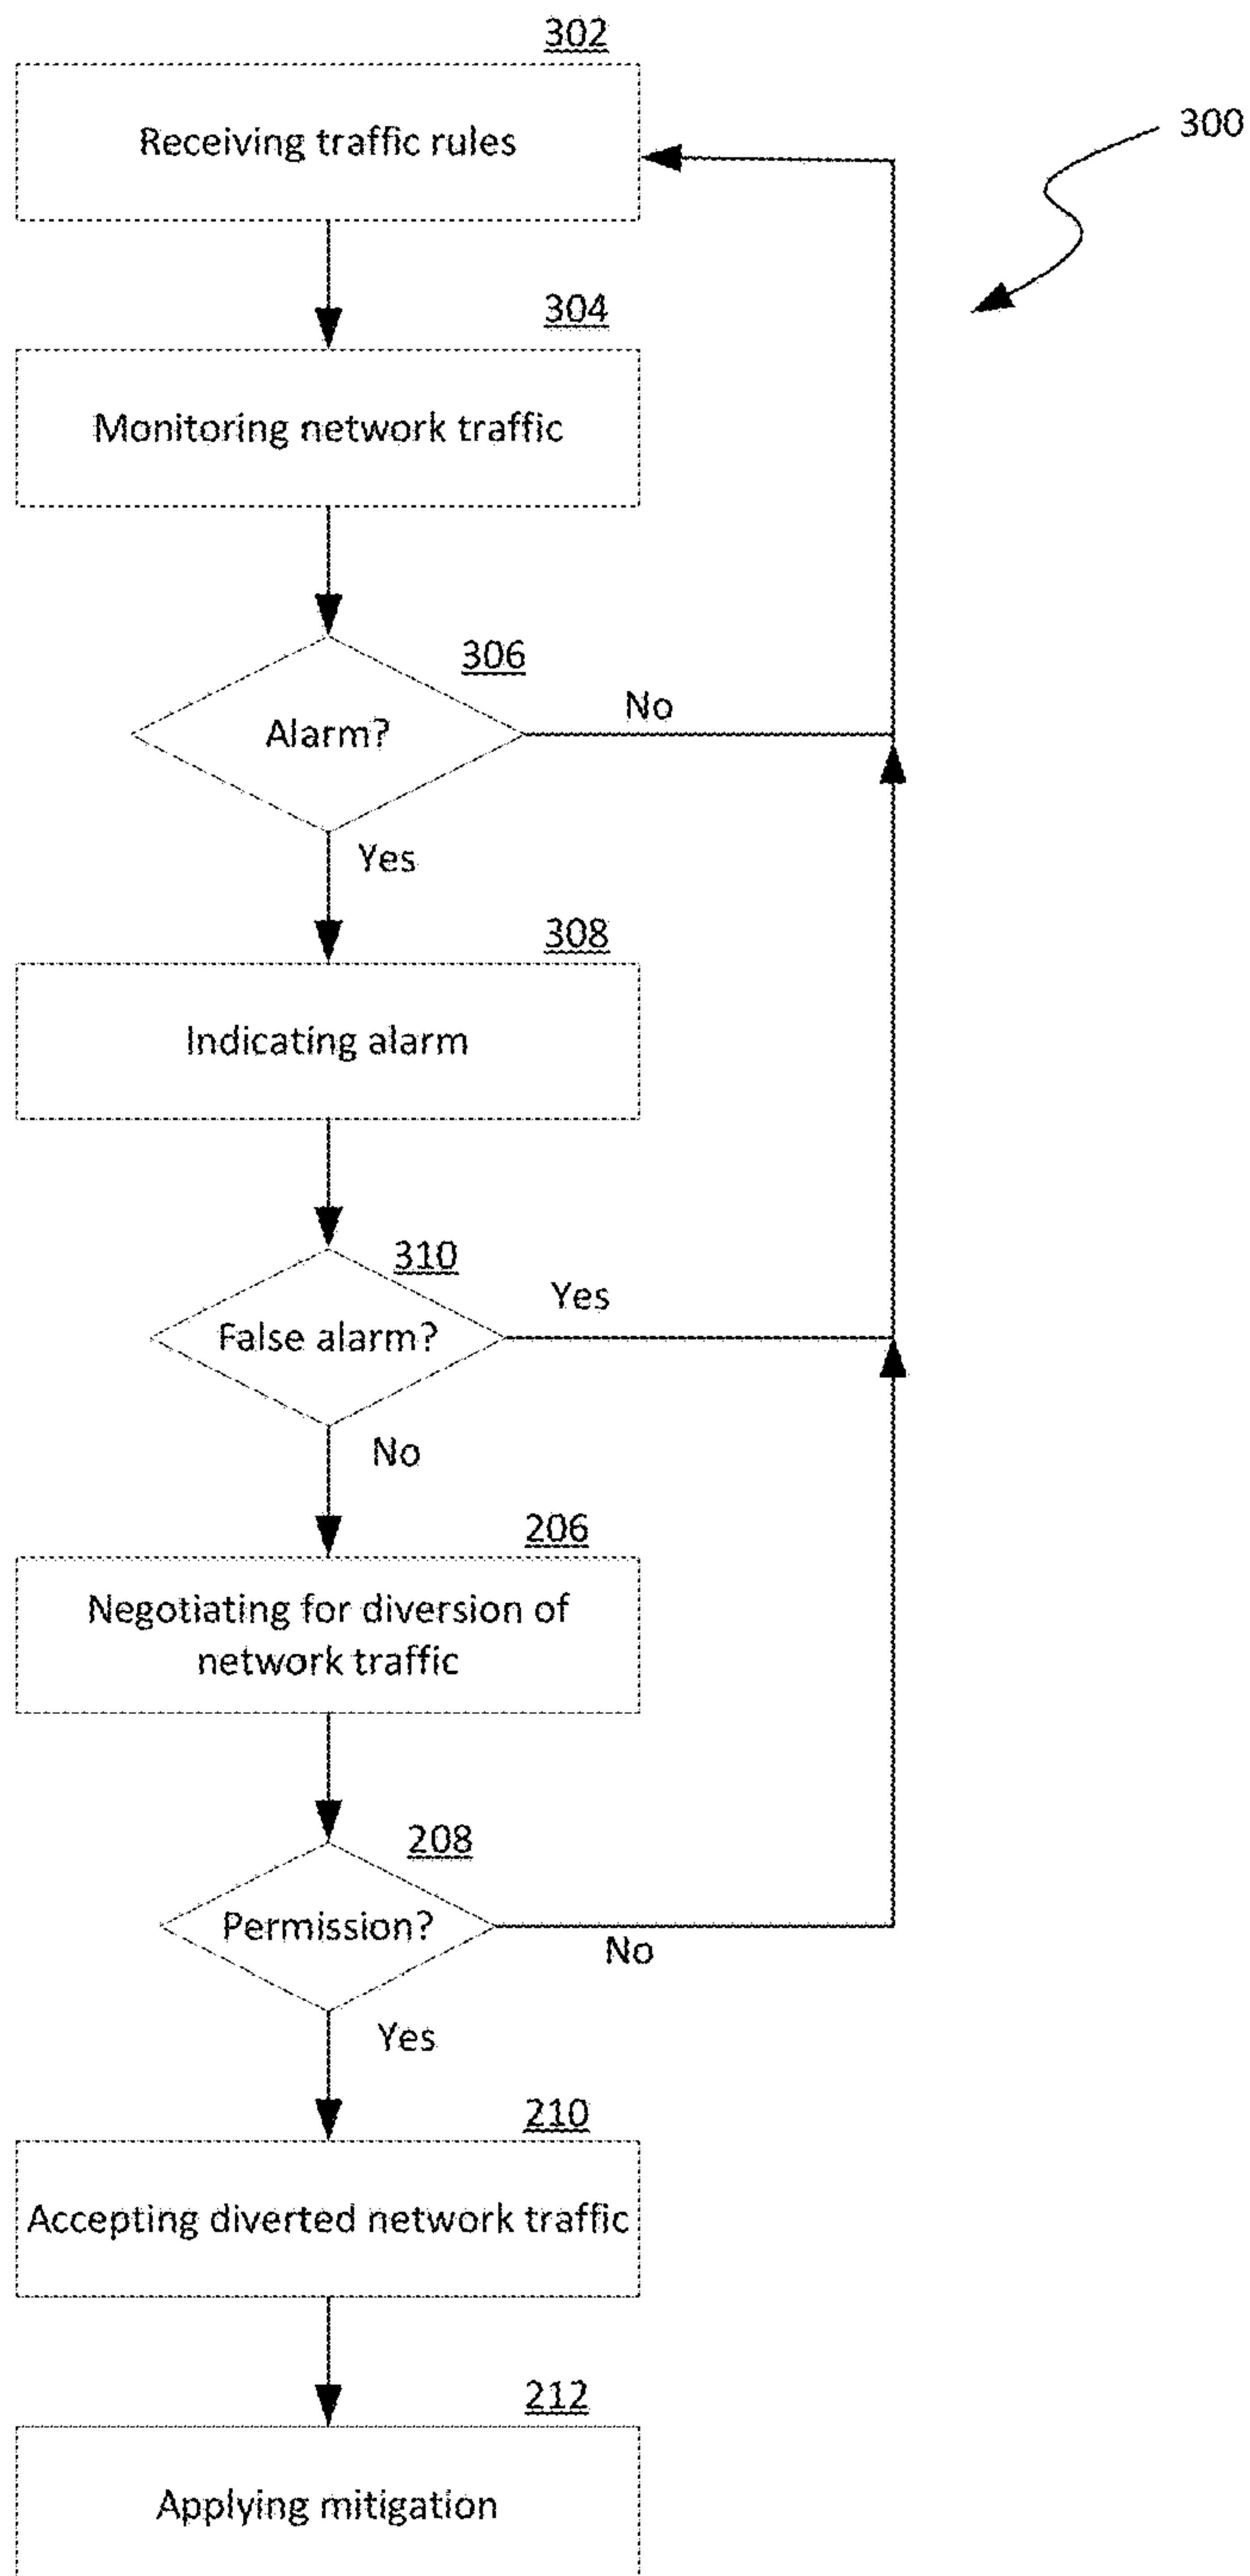 302
Receiving traffic rules
300
304
Monitoring network traffic
306
Alarm?
No
Yes
308
Indicating alarm
310
False alarm?
Yes
No
206
Negotiating for diversion of
network traffic
208
Permission?
No
Yes
210
Accepting diverted network traffic
212
Applying mitigation